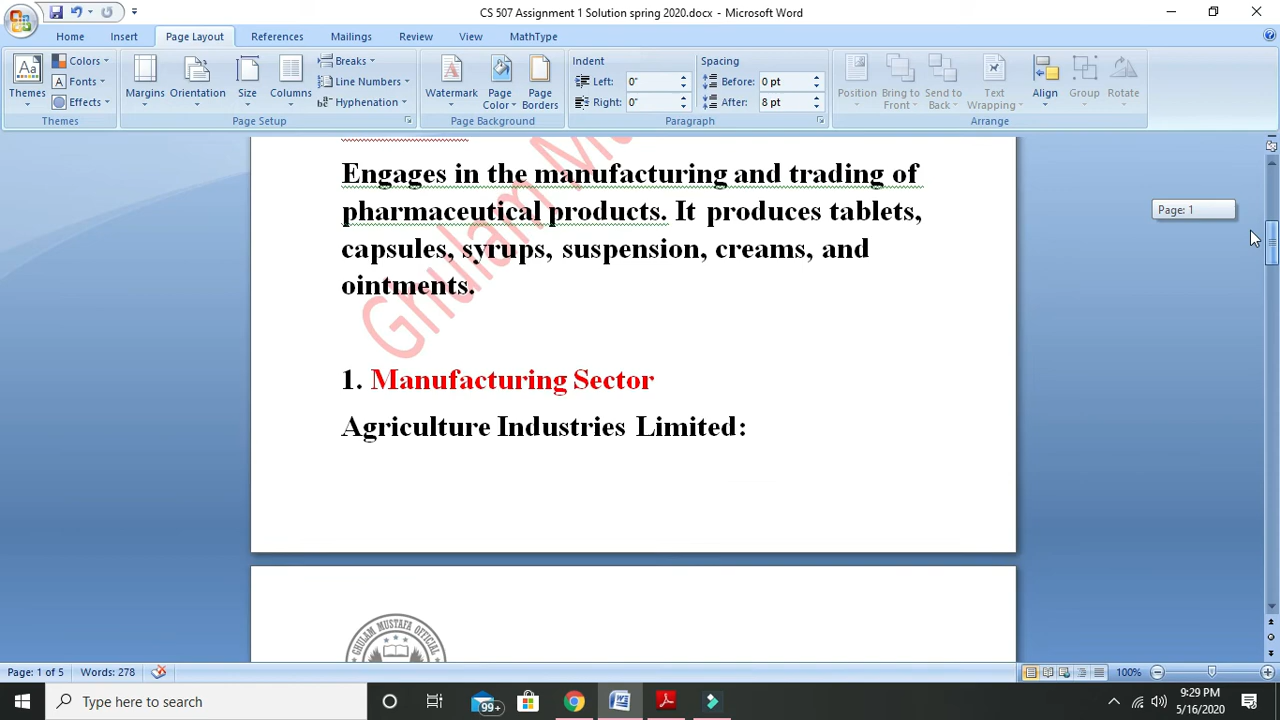 CS 507 Assignment 1 Solution spring 2020.docx - Microsoft Word
Home Insert Page Layout References Mailings Review View MathType
Themes
Colors
Fonts
Effects
Themes
Margins
Orientation
Size
Columns
Breaks
Line Numbers
Hyphenation
Page Setup
Watermark
Page Color
Page Borders
Page Background
Indent
Left: 0"
Right: 0"
Spacing
Before: 0 pt
After: 8 pt
Paragraph
Position
Bring to Front
Send to Back
Text Wrapping
Align
Group
Rotate
Arrange
Engages in the manufacturing and trading of
pharmaceutical products. It produces tablets,
capsules, syrups, suspension, creams, and
ointments.
Ghulam
1. Manufacturing Sector
Agriculture Industries Limited:
Page: 1
GHULAM MUSTAFA OFFICIAL
Page: 1 of 5 Words: 278
100%
Type here to search
99+
9:29 PM
5/16/2020